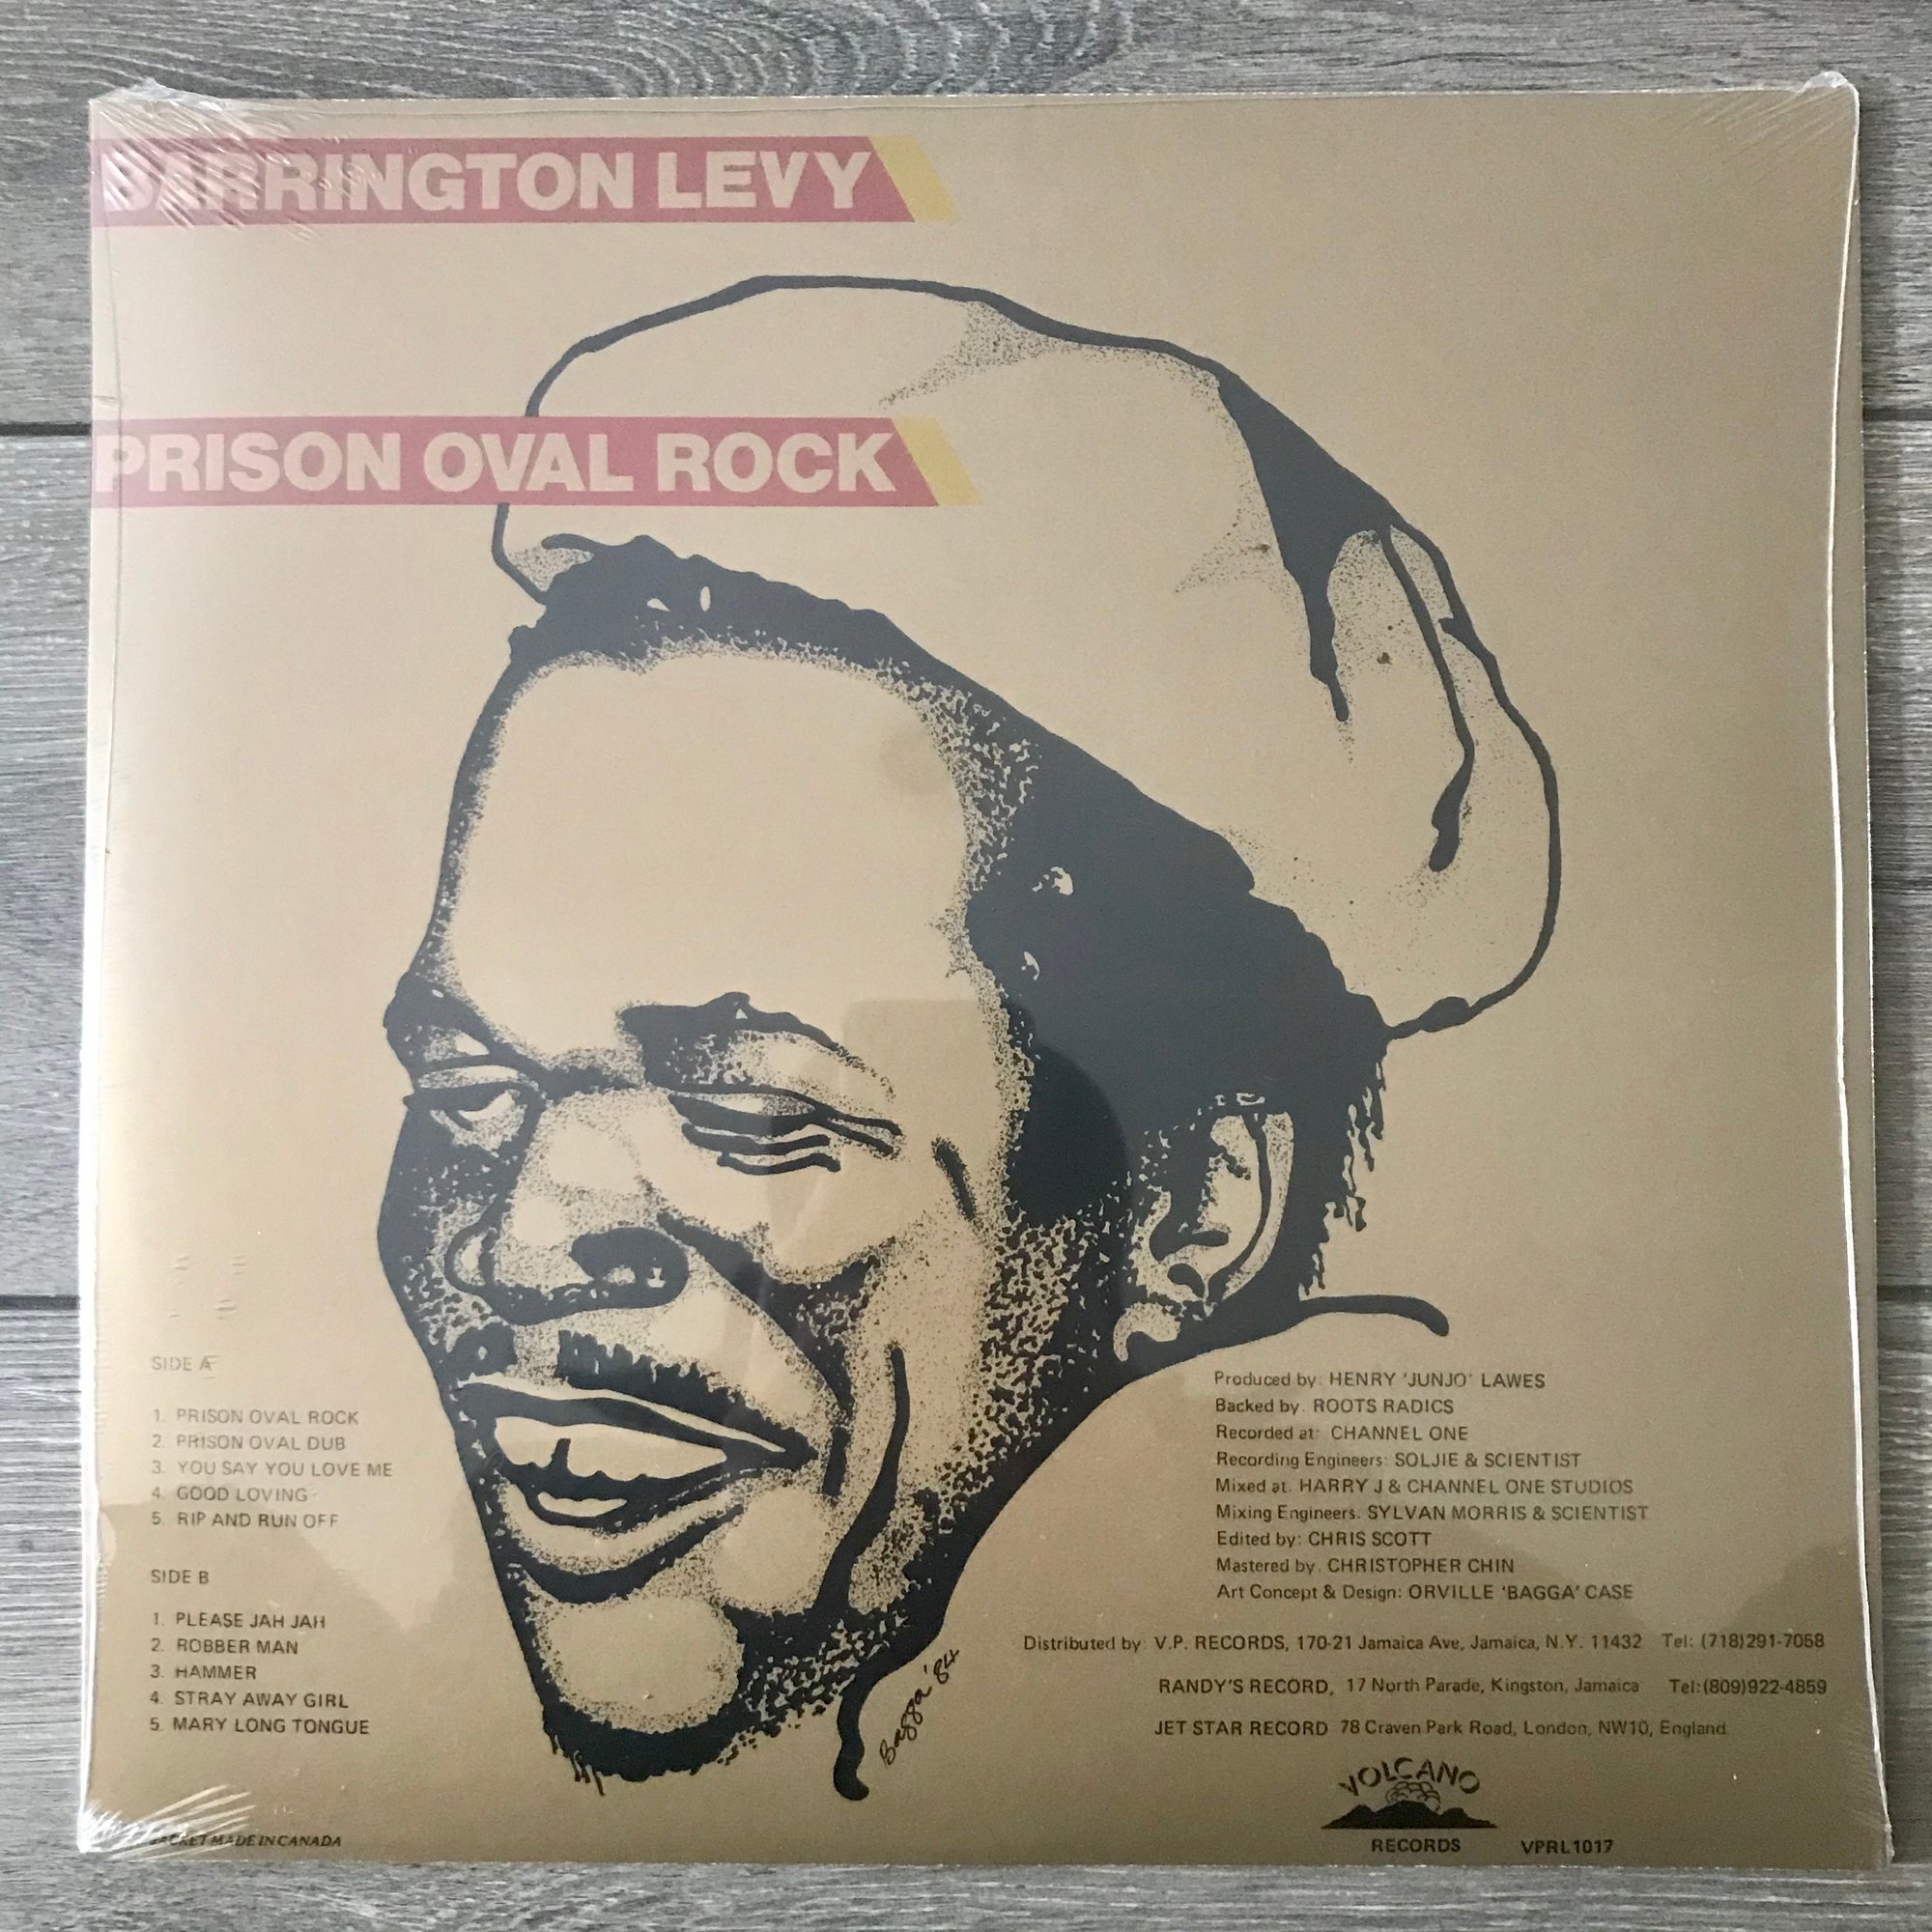 BARRINGTON LEVY
PRISON OVAL ROCK
SIDE A
1. PRISON OVAL ROCK
2. PRISON OVAL DUB
3. YOU SAY YOU LOVE ME
4. GOOD LOVING
5. RIP AND RUN OFF
SIDE B
1. PLEASE JAH JAH
2. ROBBER MAN
3. HAMMER
4. STRAY AWAY GIRL
5. MARY LONG TONGUE
JACKET MADE IN CANADA
Bagga '84
Produced by: HENRY 'JUNJO' LAWES
Backed by: ROOTS RADICS
Recorded at: CHANNEL ONE
Recording Engineers: SOLJIE & SCIENTIST
Mixed at: HARRY J & CHANNEL ONE STUDIOS
Mixing Engineers: SYLVAN MORRIS & SCIENTIST
Edited by: CHRIS SCOTT
Mastered by: CHRISTOPHER CHIN
Art Concept & Design: ORVILLE 'BAGGA' CASE
Distributed by: V.P. RECORDS, 170-21 Jamaica Ave, Jamaica, N.Y. 11432 Tel: (718)291-7058
RANDY'S RECORD, 17 North Parade, Kingston, Jamaica Tel:(809)922-4859
JET STAR RECORD 78 Craven Park Road, London, NW10, England
VOLCANO
RECORDS VPRL1017